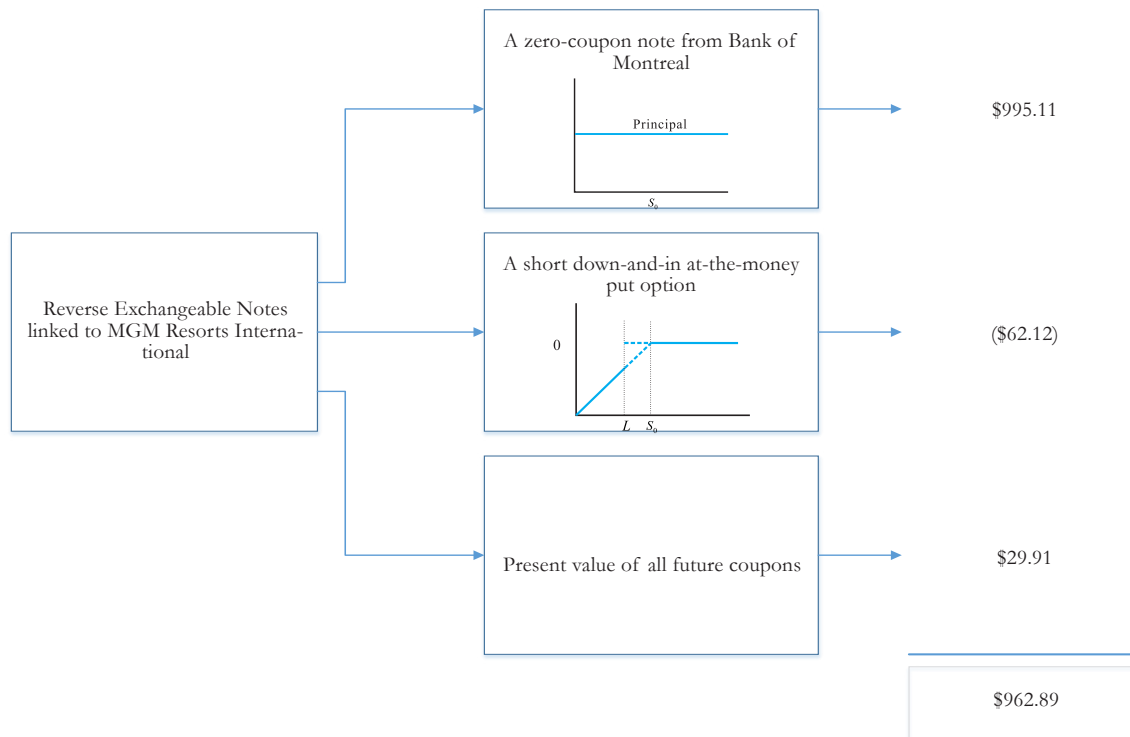 A zero-coupon note from Bank of
Montreal
Principal
S₀
$995.11
Reverse Exchangeable Notes
linked to MGM Resorts Interna-
tional
A short down-and-in at-the-money
put option
0
L S₀
($62.12)
Present value of all future coupons
$29.91
$962.89